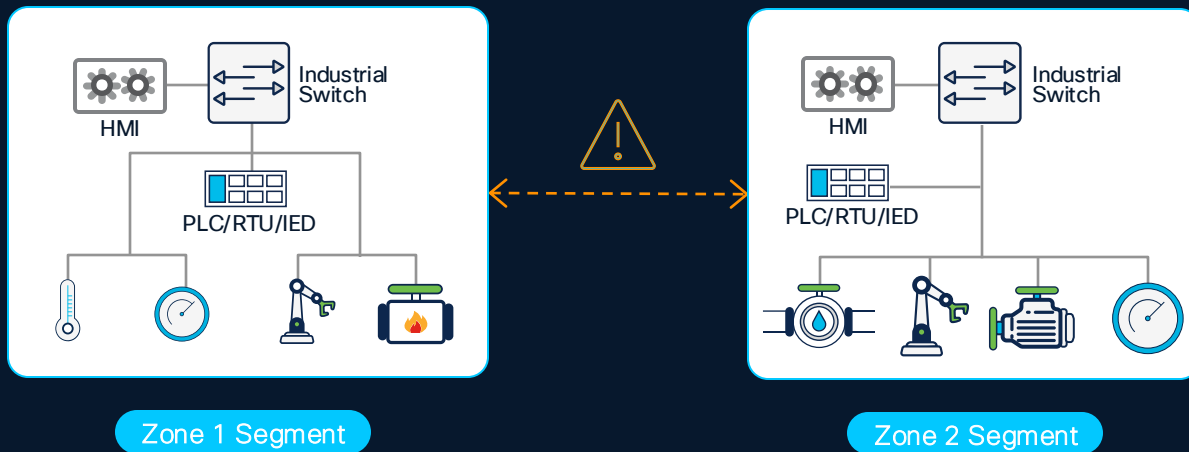 Industrial
Switch
HMI
PLC/RTU/IED
Zone 1 Segment
Industrial
Switch
HMI
PLC/RTU/IED
Zone 2 Segment